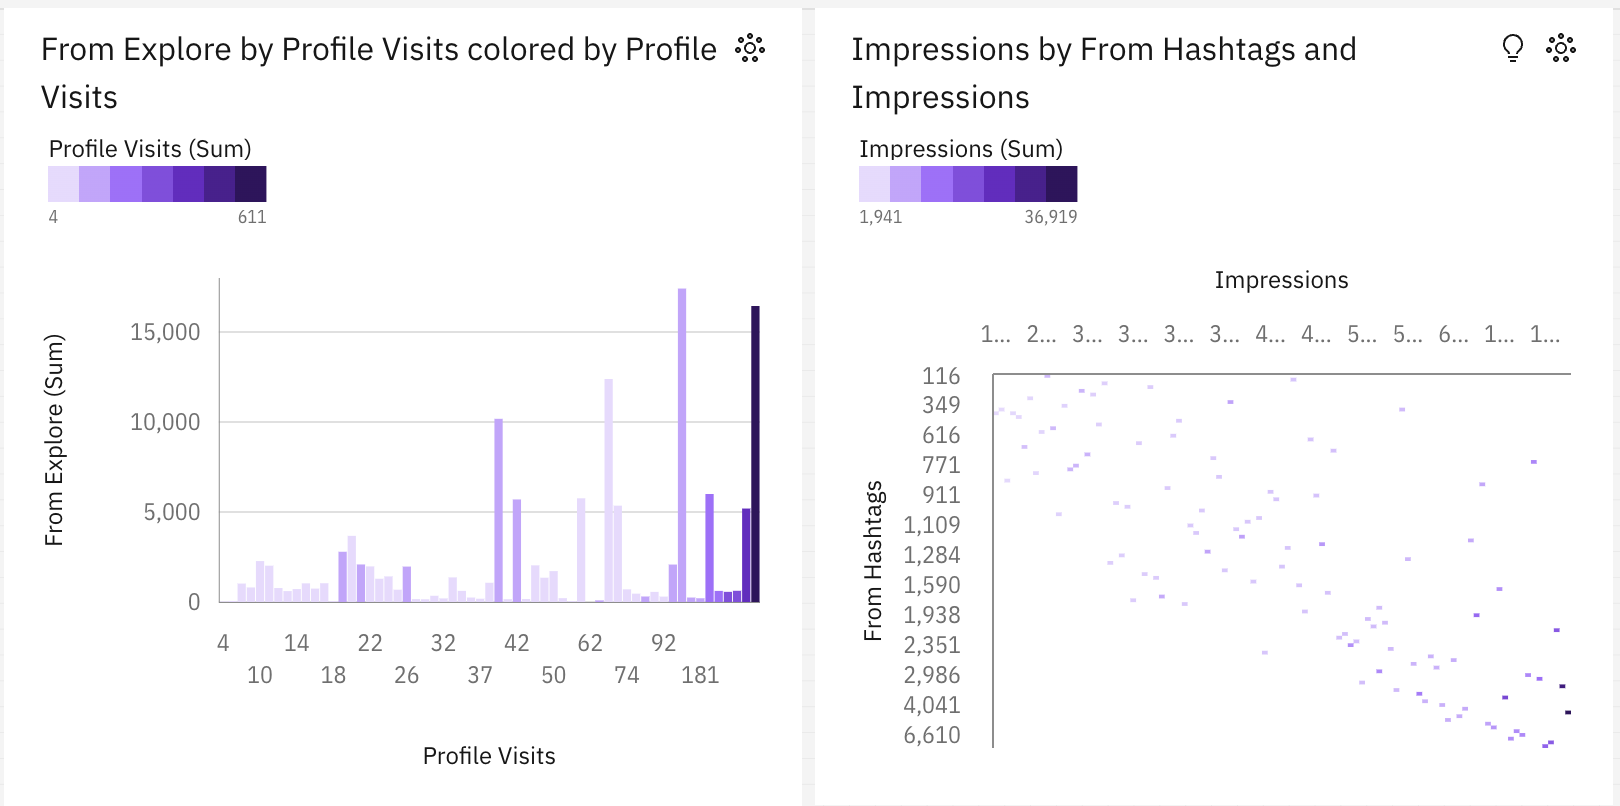 From Explore by Profile Visits colored by Profile
Visits
Profile Visits (Sum)
4 611
From Explore (Sum)
15,000
10,000
5,000
0
4 14 22 32 42 62 92
10 18 26 37 50 74 181
Profile Visits
Impressions by From Hashtags and
Impressions
Impressions (Sum)
1,941 36,919
Impressions
1... 2... 3... 3... 3... 3... 4... 4... 5... 5... 6... 1... 1...
From Hashtags
116
349
616
771
911
1,109
1,284
1,590
1,938
2,351
2,986
4,041
6,610